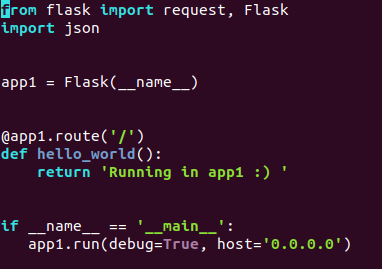 from flask import request, Flask
import json
app1 = Flask(__name__)
@app1.route('/')
def hello_world():
    return 'Running in app1 :) '
if __name__ == '__main__':
   app1.run(debug=True, host='0.0.0.0')